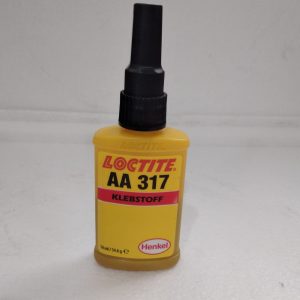 LOCTITE
AA 317
KLEBSTOFF
Henkel